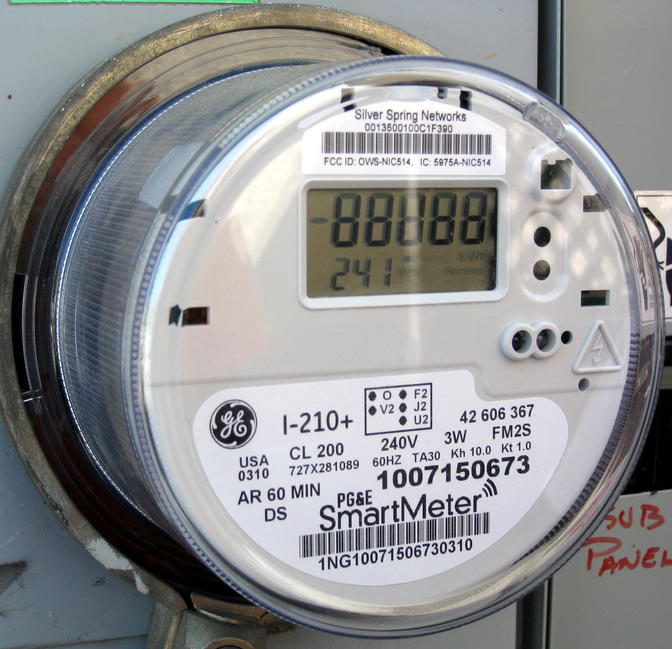 Silver Spring Networks
0013500100C1F390
FCC ID: OWS-NIC514, IC: 5975A-NIC514
-88888
kWh
241
GE
I-210+
O F2
V2 J2
U2
42 606 367
USA
0310
CL 200
727X281089
240V
60HZ
3W
TA30
FM2S
Kh 10.0
Kt 1.0
AR 60 MIN
DS
1007150673
PG&E
SmartMeter
1NG10071506730310
SUB
PANEL